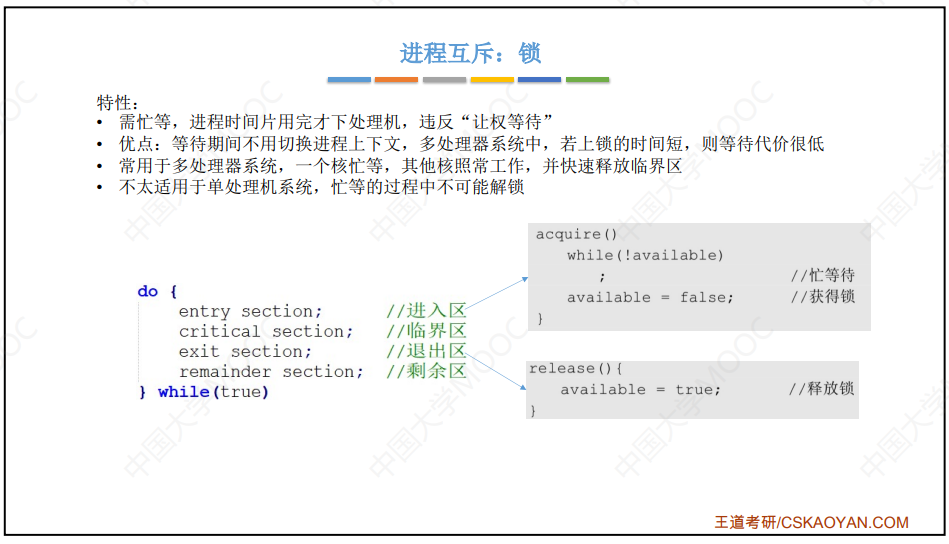 进程互斥：锁
特性：
• 需忙等，进程时间片用完才下处理机，违反“让权等待”
• 优点：等待期间不用切换进程上下文，多处理器系统中，若上锁的时间短，则等待代价很低
• 常用于多处理器系统，一个核忙等，其他核照常工作，并快速释放临界区
• 不太适用于单处理机系统，忙等的过程中不可能解锁
do {
entry section; //进入区
critical section; //临界区
exit section; //退出区
remainder section; //剩余区
} while(true)
acquire()
while(!available)
; //忙等待
available = false; //获得锁
}
release(){
available = true; //释放锁
}
王道考研/CSKAOYAN.COM
中国大学MOOC